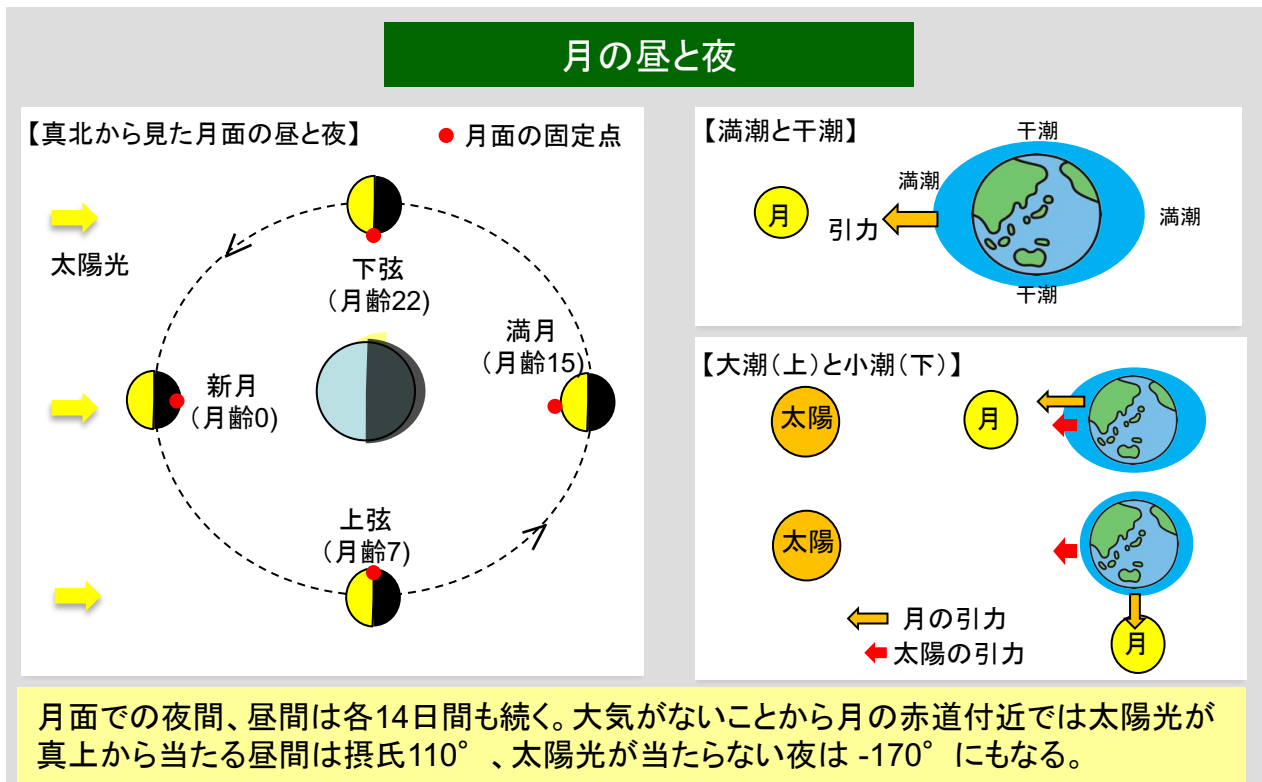 月の昼と夜
【真北から見た月面の昼と夜】
月面の固定点
太陽光
下弦
（月齢22)
満月
（月齢15)
新月
（月齢0)
上弦
（月齢7)
【満潮と干潮】
干潮
満潮
月
引力
満潮
干潮
【大潮（上）と小潮（下）】
太陽
月
太陽
月の引力
太陽の引力
月
月面での夜間、昼間は各14日間も続く。大気がないことから月の赤道付近では太陽光が
真上から当たる昼間は摂氏110°、太陽光が当たらない夜は -170°にもなる。